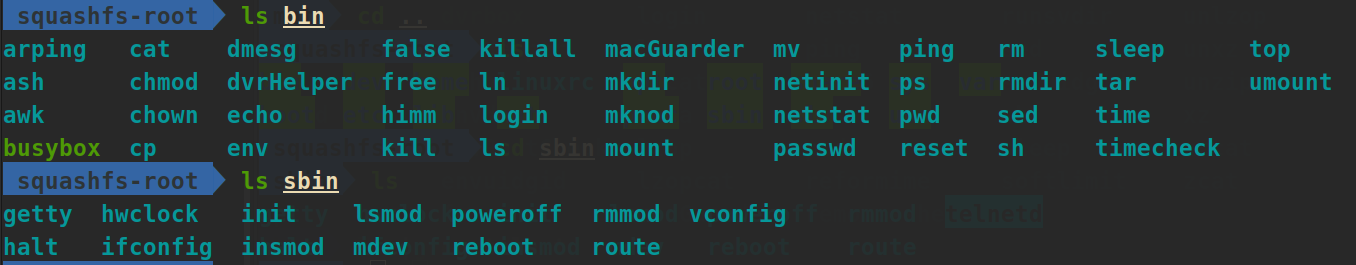 squashfs-root ls bin
arping cat dmesg false killall macGuarder mv ping rm sleep top
ash chmod dvrHelper free ln mkdir netinit ps rmdir tar umount
awk chown echo himm login mknod netstat pwd sed time
busybox cp env kill ls mount passwd reset sh timecheck
squashfs-root ls sbin
getty hwclock init lsmod poweroff rmmod vconfig
halt ifconfig insmod mdev reboot route